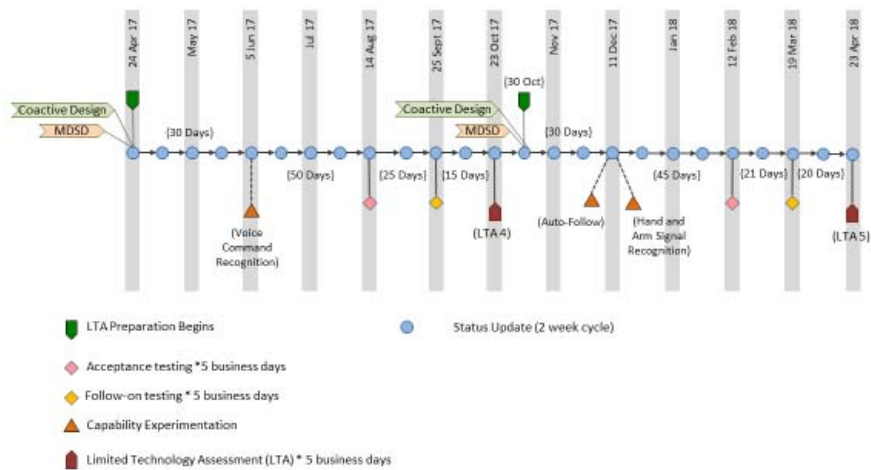 24 Apr 17
May 17
5 Jun 17
Jul 17
14 Aug 17
25 Sept 17
23 Oct 17
Nov 17
11 Dec 17
Jan 18
12 Feb 18
19 Mar 18
23 Apr 18
(30 Oct)
Coactive Design
MDSD
Coactive Design
MDSD
{30 Days}
{50 Days}
{25 Days}
{15 Days}
{30 Days}
{45 Days}
{21 Days}
{20 Days}
(Voice
Command
Recognition)
(LTA 4)
(Auto-Follow)
(Hand and
Arm Signal
Recognition)
(LTA 5)
LTA Preparation Begins
Status Update (2 week cycle)
Acceptance testing *5 business days
Follow-on testing * 5 business days
Capability Experimentation
Limited Technology Assessment (LTA) * 5 business days